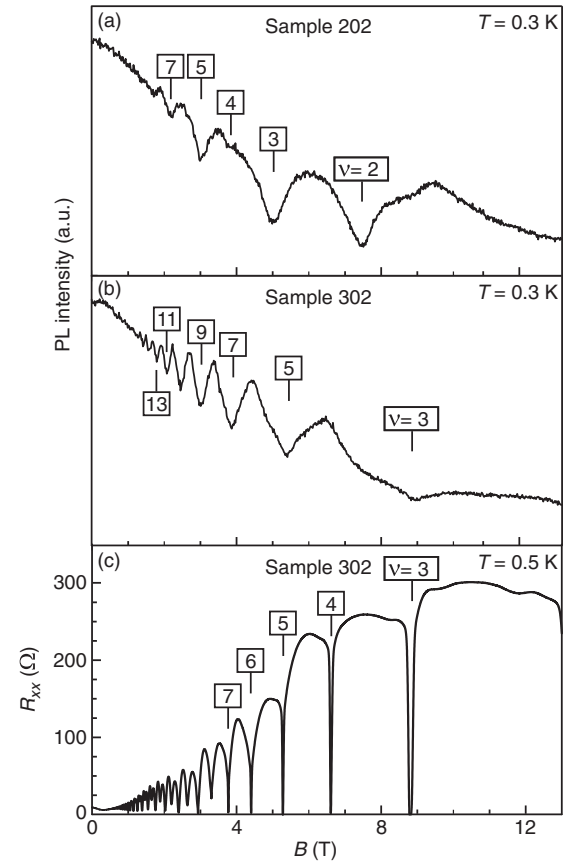 (a)
Sample 202
T = 0.3 K
7
5
4
3
ν= 2
PL intensity (a.u.)
(b)
Sample 302
T = 0.3 K
11
9
7
5
13
ν= 3
(c)
Sample 302
T = 0.5 K
ν= 3
300
5
4
6
200
7
Rxx (Ω)
100
0
0
4
8
12
B (T)